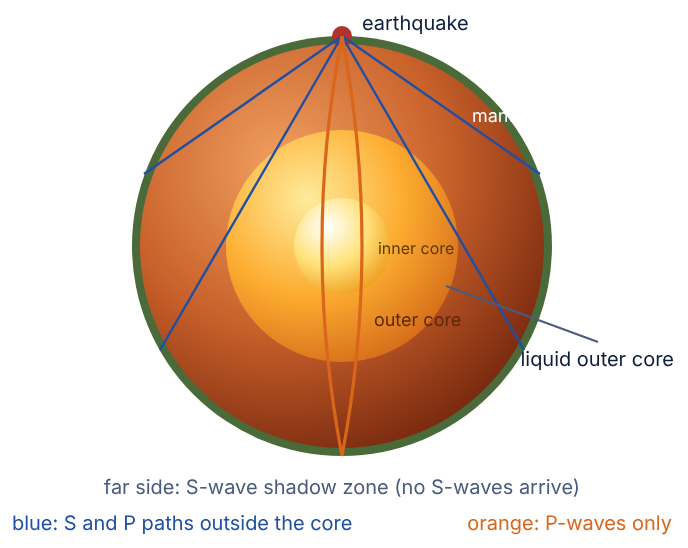 earthquake
inner core
outer core
liquid outer core
far side: S-wave shadow zone (no S-waves arrive)
blue: S and P paths outside the core
orange: P-waves only